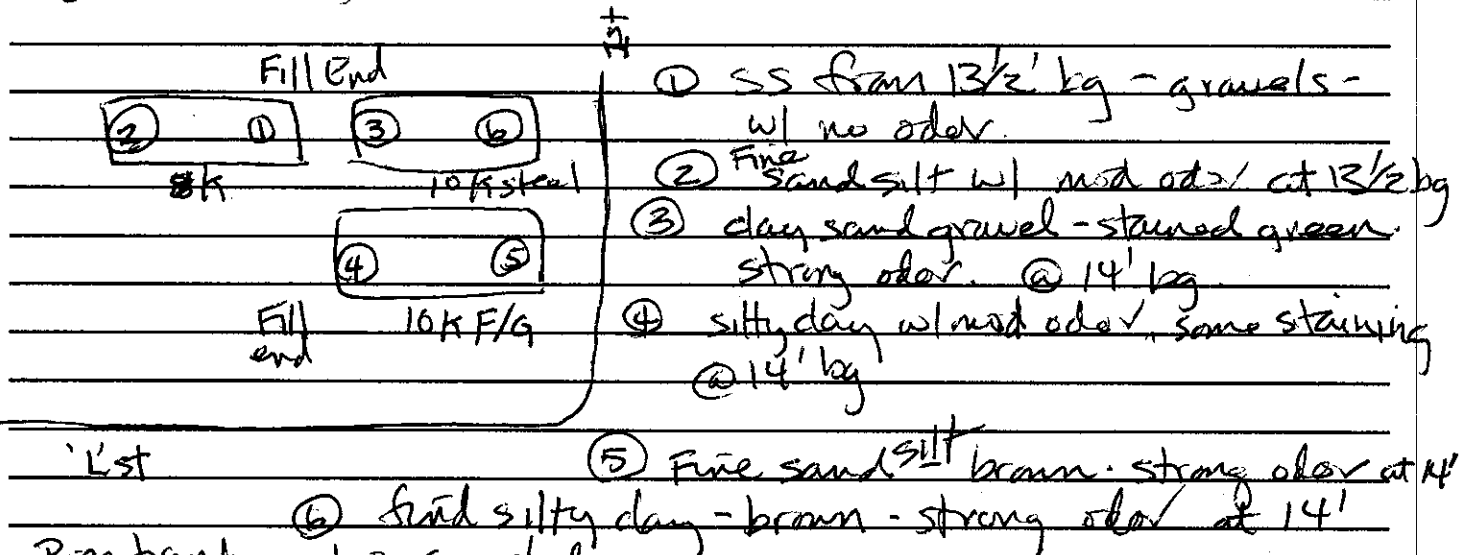 Fill End
② ① ③ ⑥
8K 10K steel
④ ⑤
Fill 10K F/G
end
① SS from 13½' bg - gravels -
w/ no odor.
② Fine sand silt w/ mod odor at 13½ bg
③ clay sand gravel - stained green.
strong odor. @ 14' bg
④ silty clay w/ mod odor, some staining
@ 14' bg
'L' st
⑤ Fine sand silt brown. strong odor at 14'
⑥ find silty clay - brown - strong odor at 14'